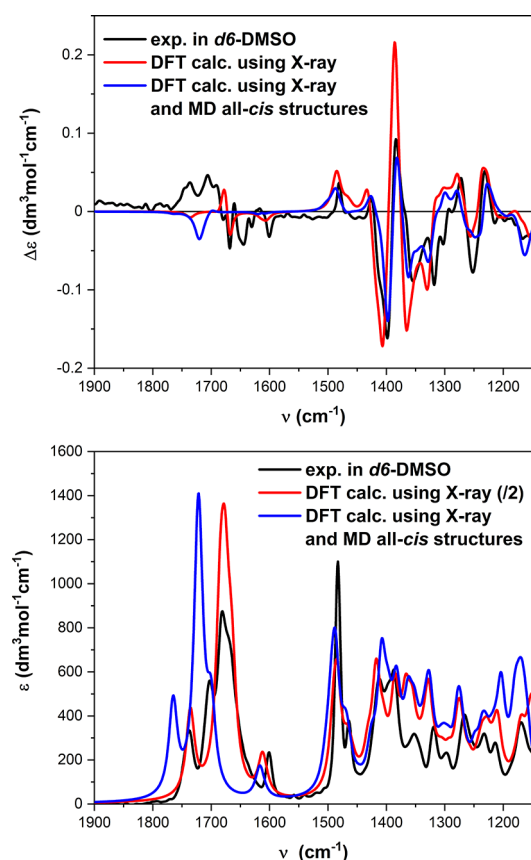 exp. in d6-DMSO
DFT calc. using X-ray
DFT calc. using X-ray
and MD all-cis structures
0.2
0.1
0
-0.1
-0.2
Δε (dm³mol⁻¹cm⁻¹)
1900 1800 1700 1600 1500 1400 1300 1200
ν (cm⁻¹)
exp. in d6-DMSO
DFT calc. using X-ray (/2)
DFT calc. using X-ray
and MD all-cis structures
1600
1400
1200
1000
800
600
400
200
0
ε (dm³mol⁻¹cm⁻¹)
1900 1800 1700 1600 1500 1400 1300 1200
ν (cm⁻¹)